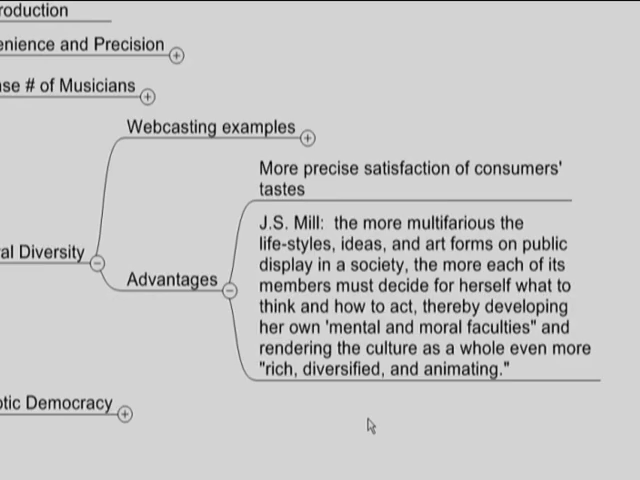 roduction
enience and Precision
ase # of Musicians
Webcasting examples
More precise satisfaction of consumers'
tastes
J.S. Mill:  the more multifarious the
life-styles, ideas, and art forms on public
display in a society, the more each of its
members must decide for herself what to
think and how to act, thereby developing
her own 'mental and moral faculties" and
rendering the culture as a whole even more
"rich, diversified, and animating."
al Diversity
Advantages
otic Democracy